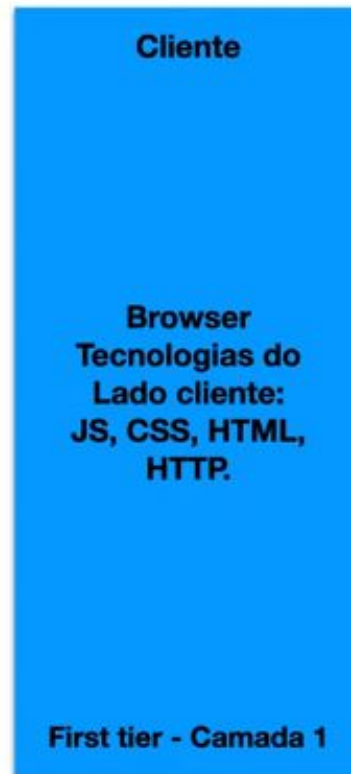 Cliente
Browser
Tecnologias do
Lado cliente:
JS, CSS, HTML,
HTTP.
First tier - Camada 1